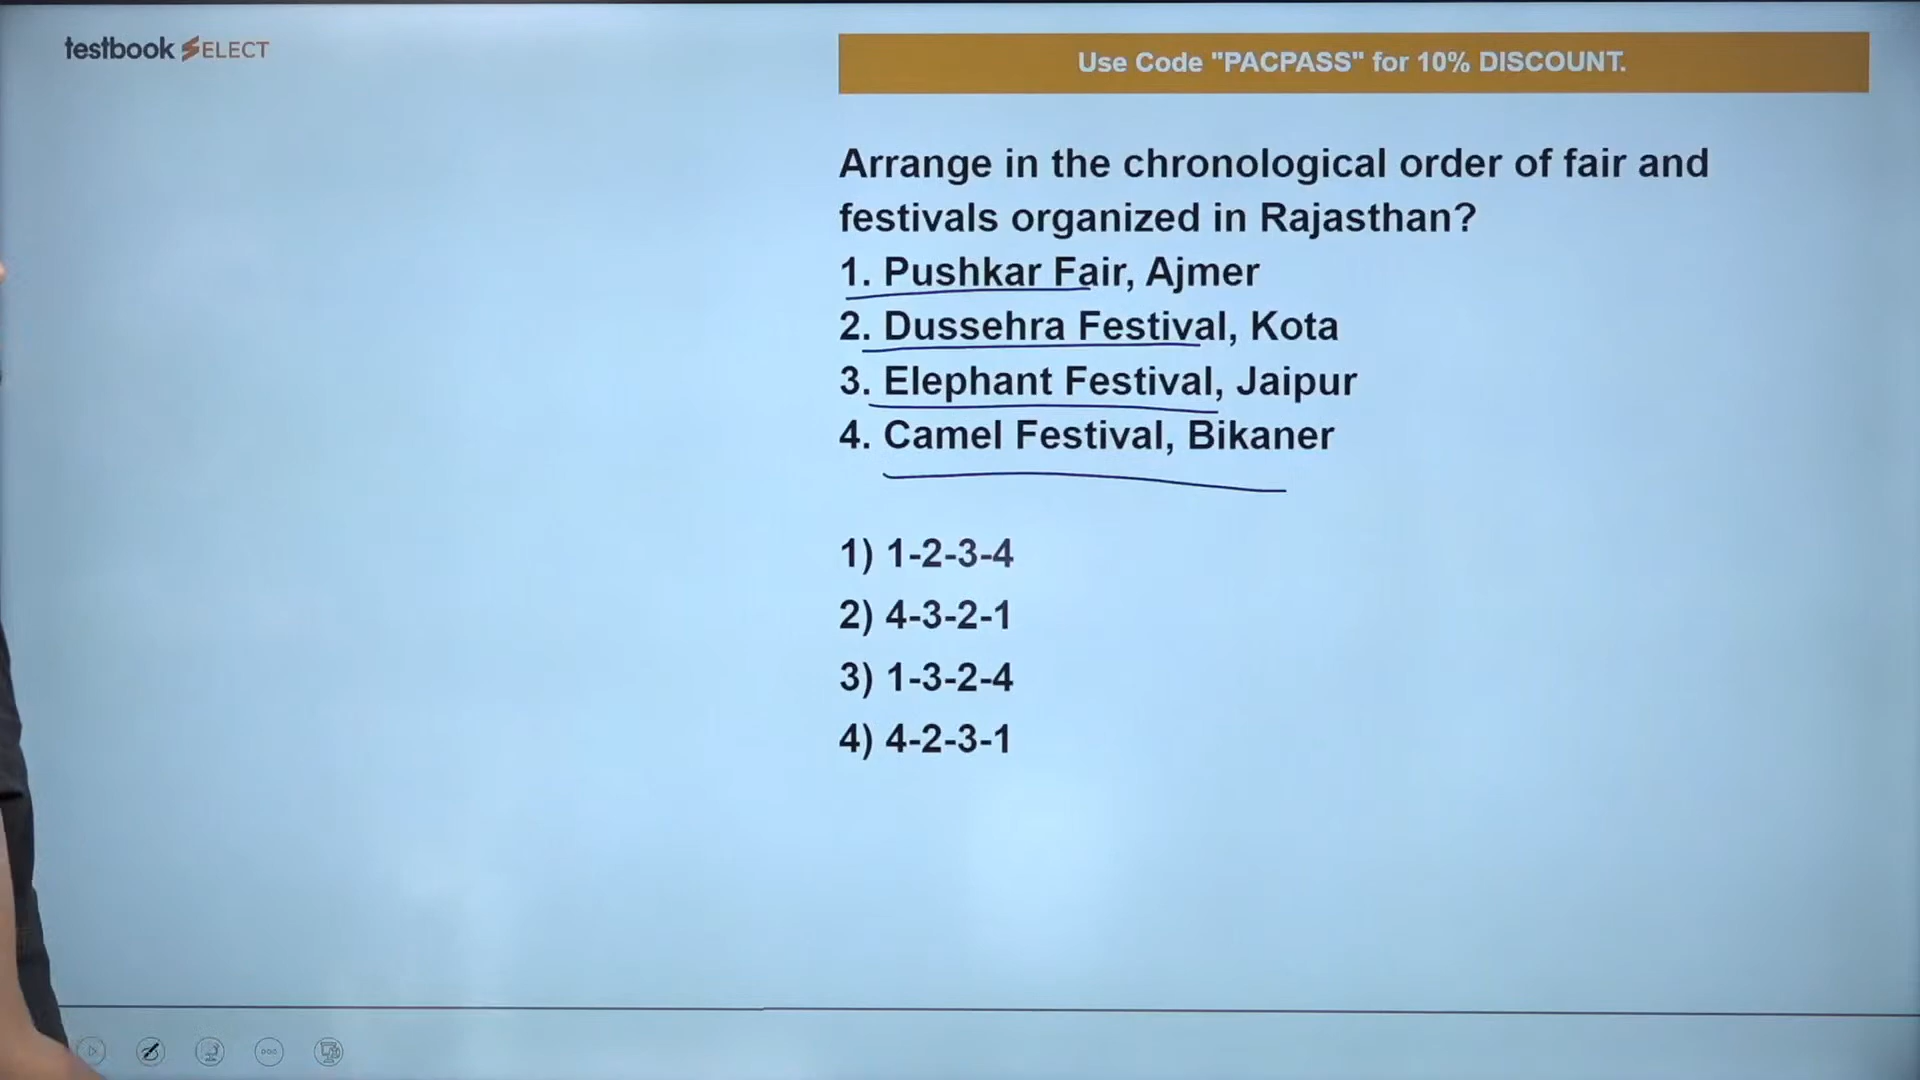 testbook SELECT
Use Code "PACPASS" for 10% DISCOUNT.
Arrange in the chronological order of fair and
festivals organized in Rajasthan?
1. Pushkar Fair, Ajmer
2. Dussehra Festival, Kota
3. Elephant Festival, Jaipur
4. Camel Festival, Bikaner
1) 1-2-3-4
2) 4-3-2-1
3) 1-3-2-4
4) 4-2-3-1